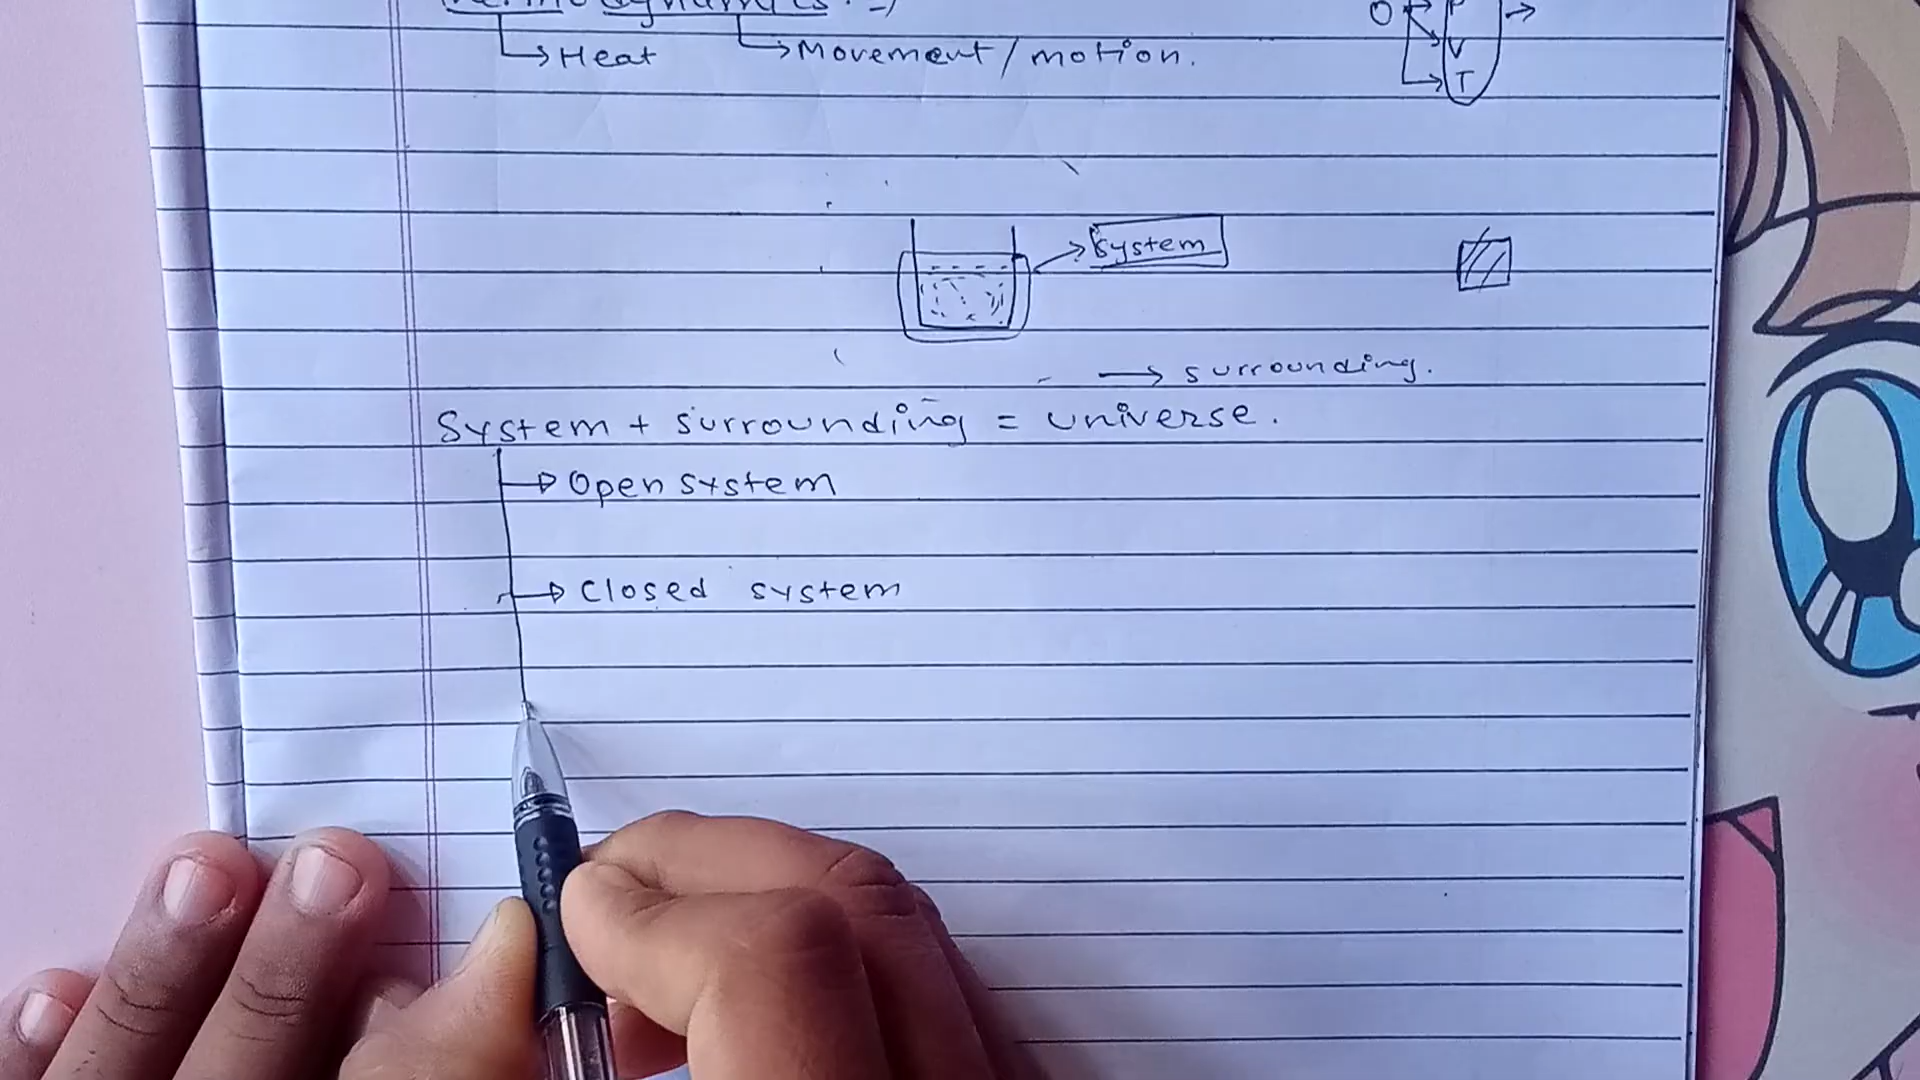 Heat Movement/motion.
P
V
T
system
surrounding.
System + surrounding = universe.
Open system
Closed system